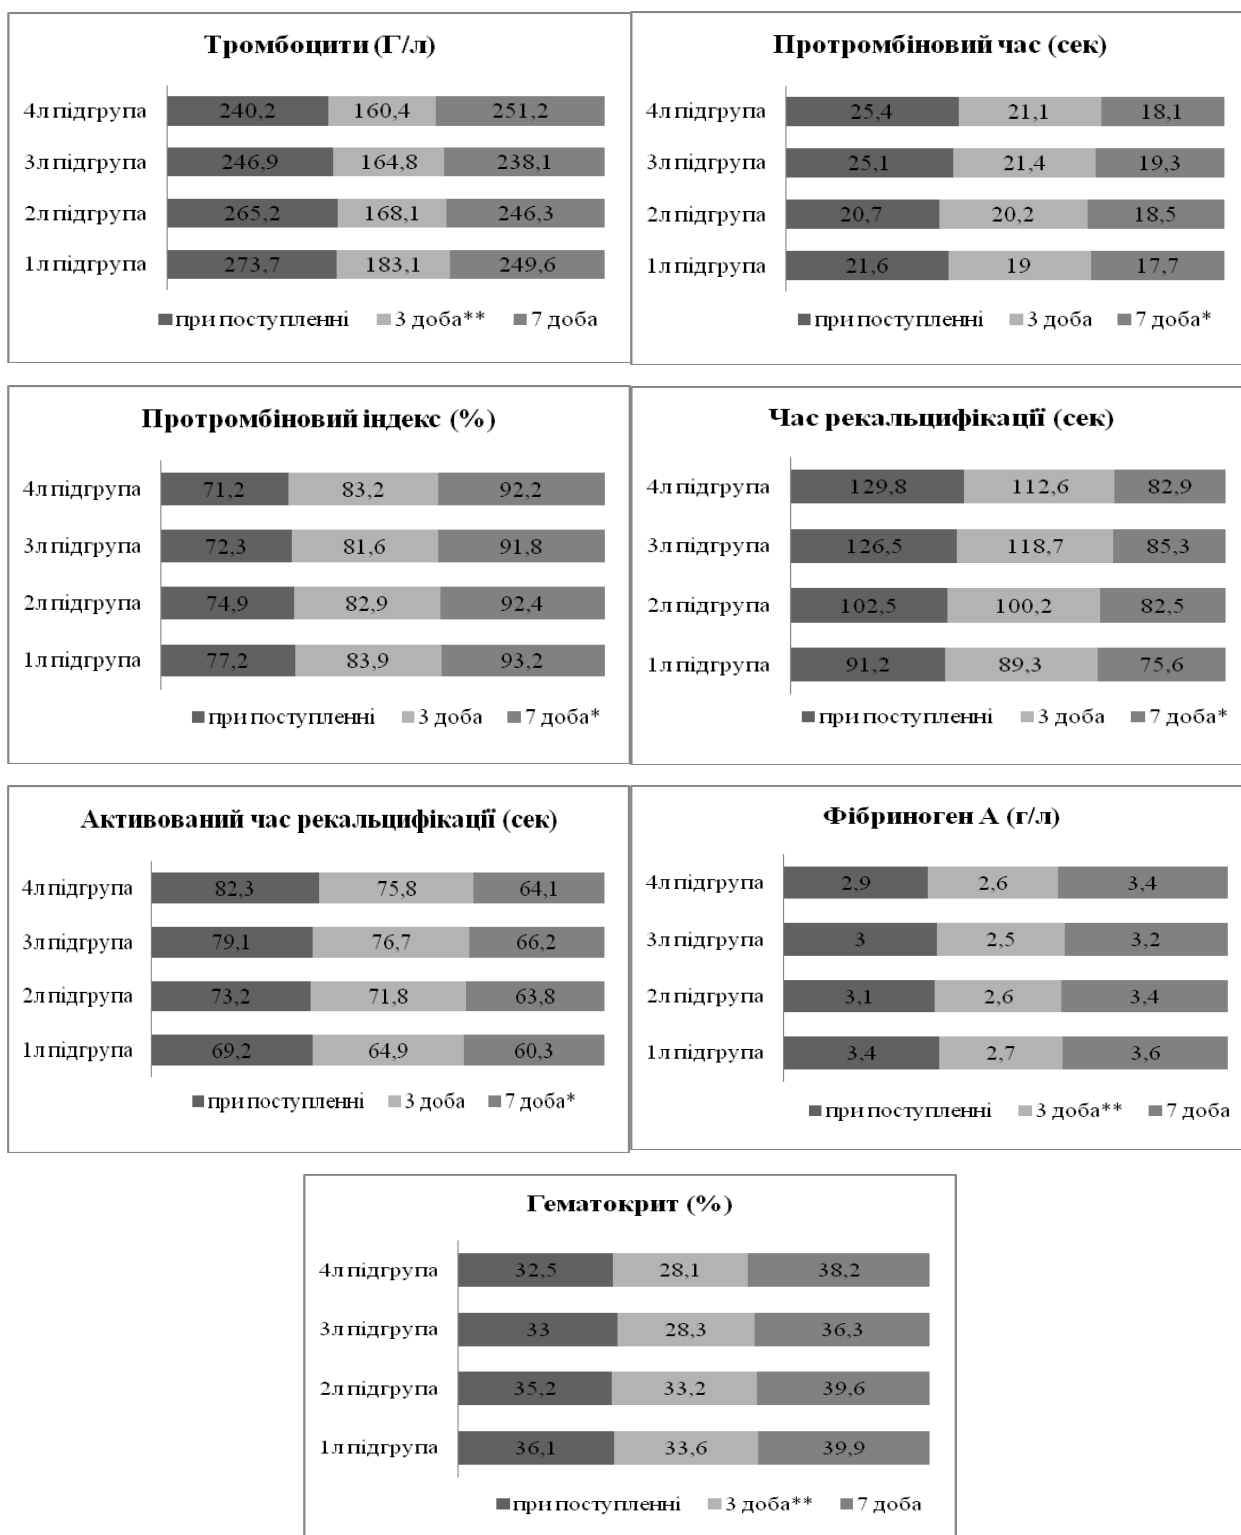 Тромбоцити (Г/л)
4л підгрупа 240,2 160,4 251,2
3л підгрупа 246,9 164,8 238,1
2л підгрупа 265,2 168,1 246,3
1л підгрупа 273,7 183,1 249,6
при поступленні 3 доба** 7 доба
Протромбіновий час (сек)
4л підгрупа 25,4 21,1 18,1
3л підгрупа 25,1 21,4 19,3
2л підгрупа 20,7 20,2 18,5
1л підгрупа 21,6 19 17,7
при поступленні 3 доба 7 доба*
Протромбіновий індекс (%)
4л підгрупа 71,2 83,2 92,2
3л підгрупа 72,3 81,6 91,8
2л підгрупа 74,9 82,9 92,4
1л підгрупа 77,2 83,9 93,2
при поступленні 3 доба 7 доба*
Час рекальцифікації (сек)
4л підгрупа 129,8 112,6 82,9
3л підгрупа 126,5 118,7 85,3
2л підгрупа 102,5 100,2 82,5
1л підгрупа 91,2 89,3 75,6
при поступленні 3 доба 7 доба*
Активований час рекальцифікації (сек)
4л підгрупа 82,3 75,8 64,1
3л підгрупа 79,1 76,7 66,2
2л підгрупа 73,2 71,8 63,8
1л підгрупа 69,2 64,9 60,3
при поступленні 3 доба 7 доба*
Фібриноген А (г/л)
4л підгрупа 2,9 2,6 3,4
3л підгрупа 3 2,5 3,2
2л підгрупа 3,1 2,6 3,4
1л підгрупа 3,4 2,7 3,6
при поступленні 3 доба** 7 доба
Гематокрит (%)
4л підгрупа 32,5 28,1 38,2
3л підгрупа 33 28,3 36,3
2л підгрупа 35,2 33,2 39,6
1л підгрупа 36,1 33,6 39,9
при поступленні 3 доба** 7 доба